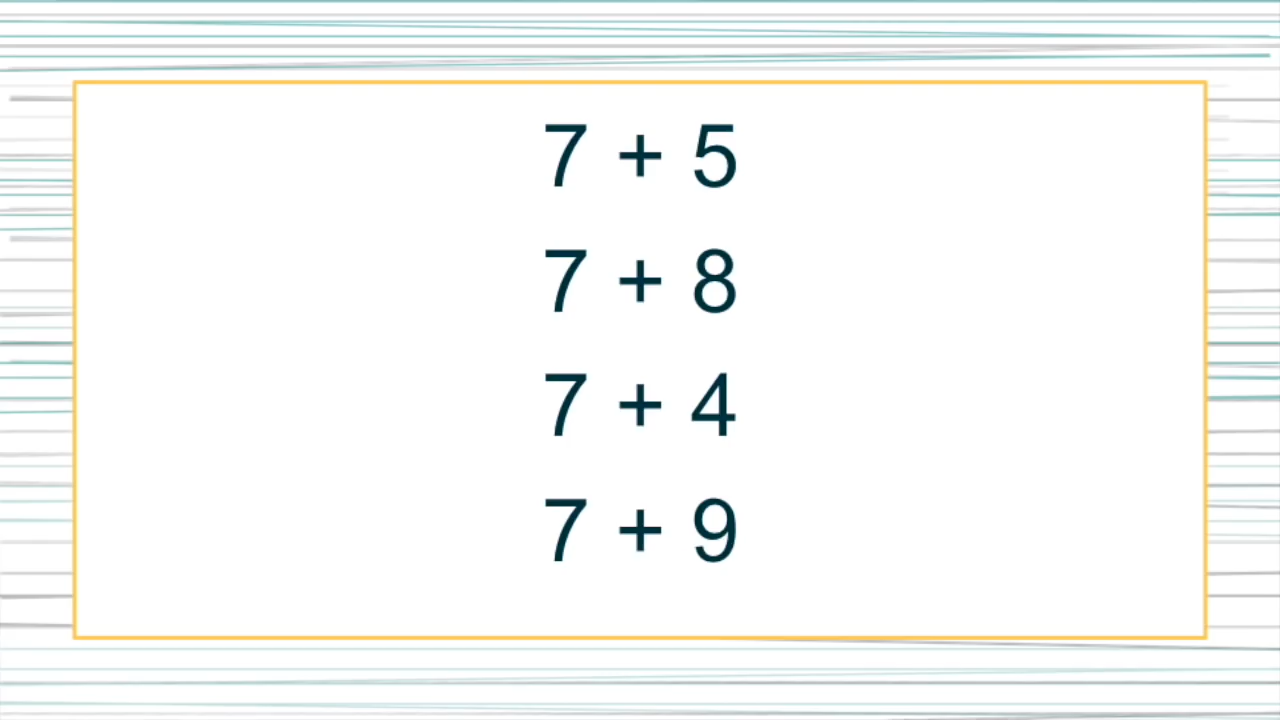 7 + 5
7 + 8
7 + 4
7 + 9